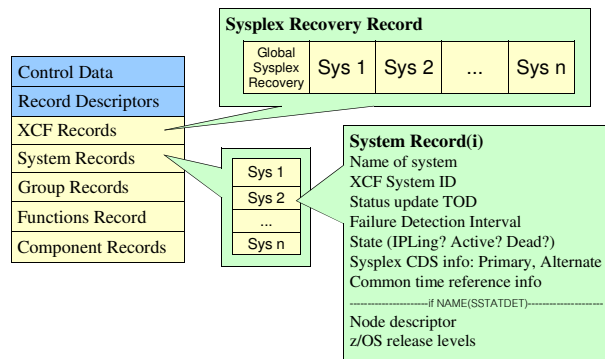 Sysplex Recovery Record
Global
Sysplex
Recovery
Sys 1
Sys 2
...
Sys n
Control Data
Record Descriptors
XCF Records
System Records
Group Records
Functions Record
Component Records
Sys 1
Sys 2
...
Sys n
System Record(i)
Name of system
XCF System ID
Status update TOD
Failure Detection Interval
State (IPLing? Active? Dead?)
Sysplex CDS info: Primary, Alternate
Common time reference info
----------------------if NAME(SSTATDET)---------------------
Node descriptor
z/OS release levels